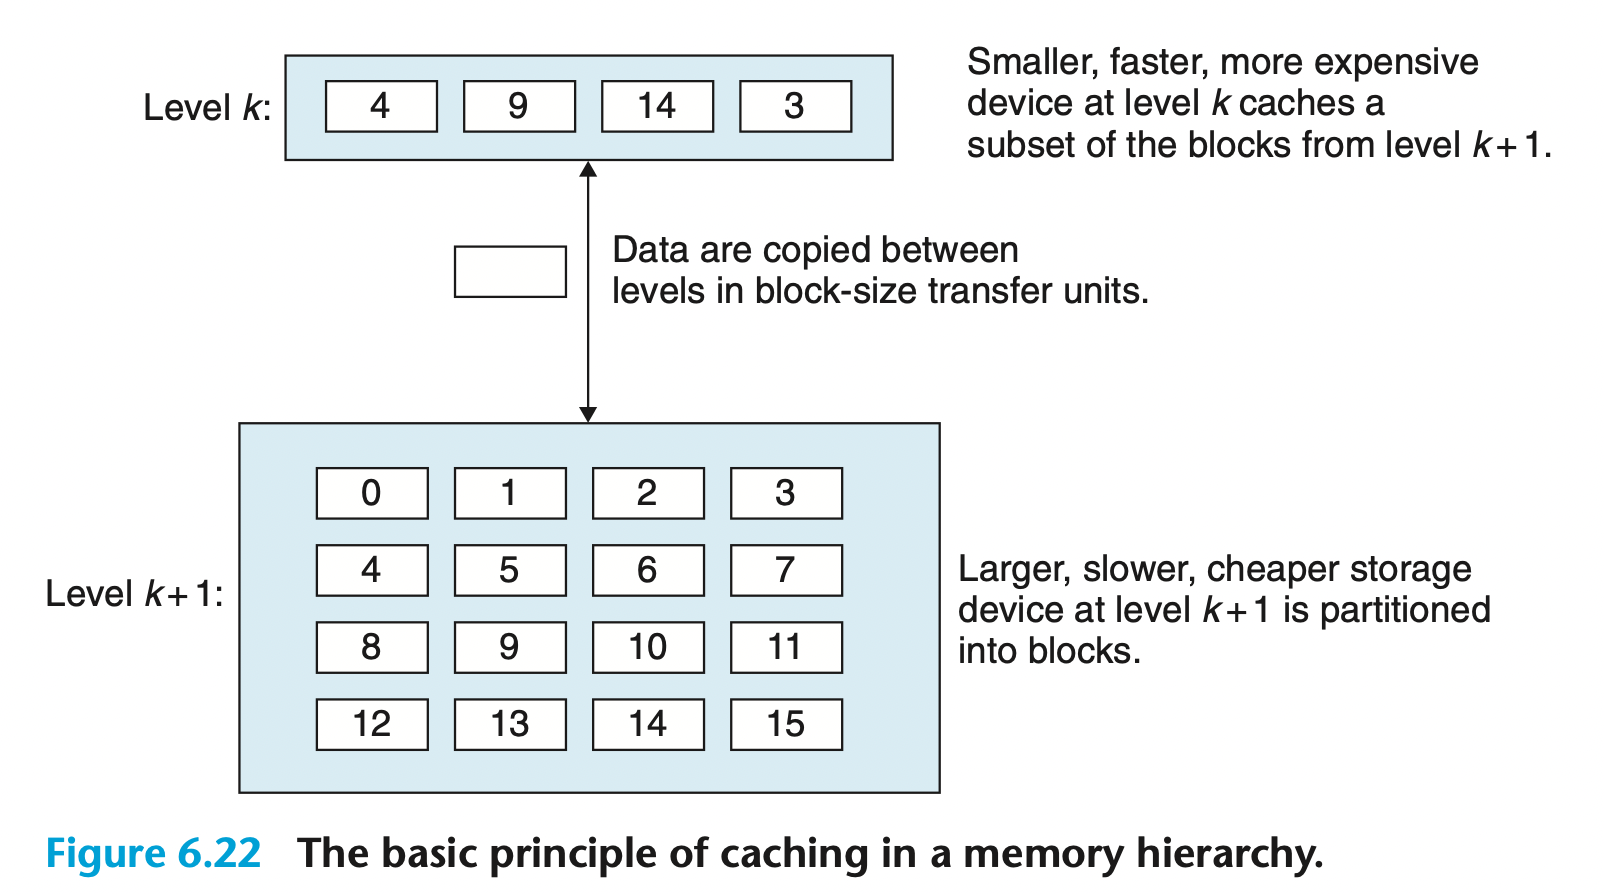 Level k:
4 9 14 3
Smaller, faster, more expensive
device at level k caches a
subset of the blocks from level k+1.
Data are copied between
levels in block-size transfer units.
Level k+1:
0 1 2 3
4 5 6 7
8 9 10 11
12 13 14 15
Larger, slower, cheaper storage
device at level k+1 is partitioned
into blocks.
Figure 6.22 The basic principle of caching in a memory hierarchy.